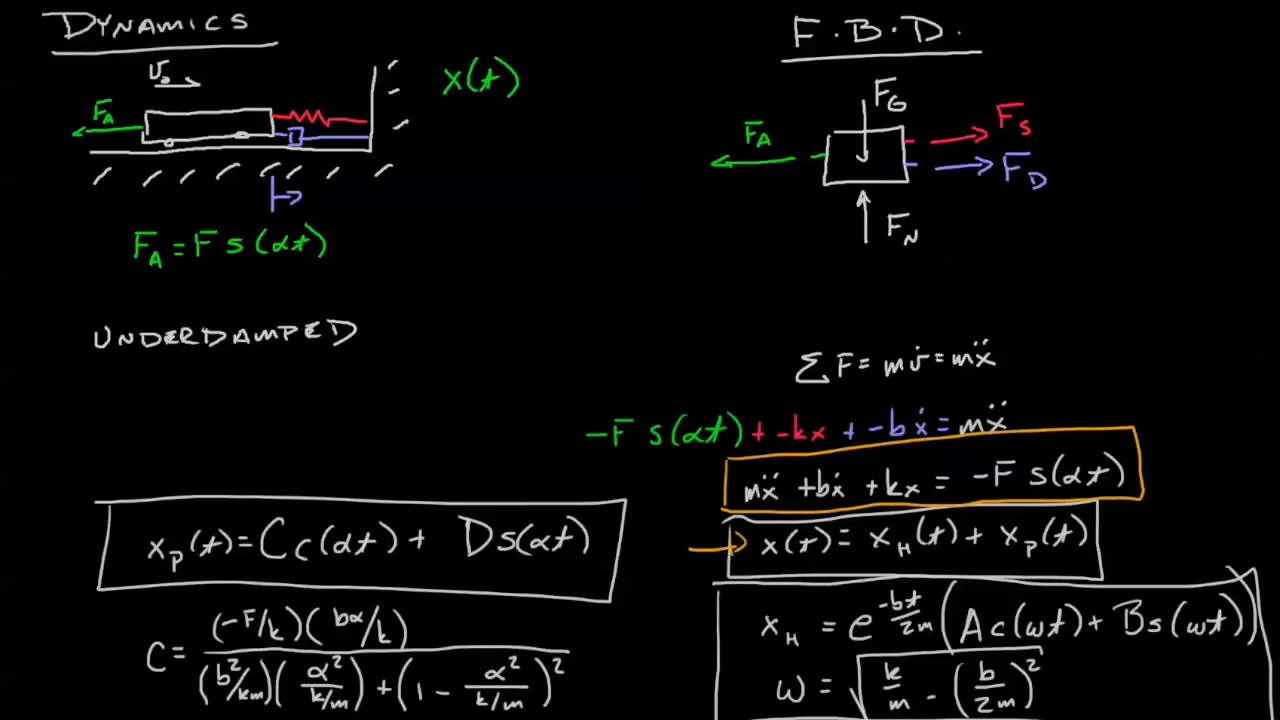 DYNAMICS
v₀
F_A
x(t)
F_A = F s(αt)
UNDERDAMPED
x_p(t) = C c(αt) + D s(αt)
C = (-F/k)(bα/k) / ((b²/km)(α²/(k/m)) + (1 - α²/(k/m))²)
F.B.D.
F_G
F_A
F_S
F_D
F_N
ΣF = mv̇ = mẍ
-F s(αt) + -kx + -bẋ = mẍ
mẍ + bẋ + kx = -F s(αt)
x(t) = x_H(t) + x_p(t)
x_H = e^(-bt/2m) (A c(ωt) + B s(ωt))
ω = √(k/m - (b/2m)²)